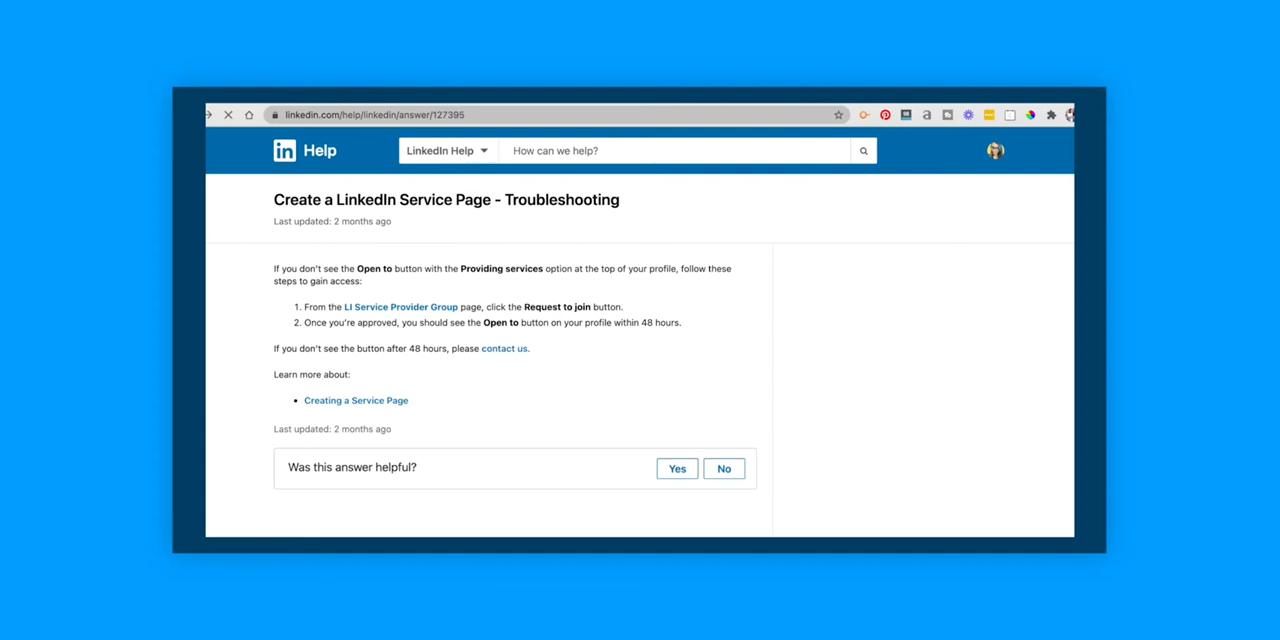 linkedin.com/help/linkedin/answer/127395
in Help LinkedIn Help How can we help?
Create a LinkedIn Service Page - Troubleshooting
Last updated: 2 months ago
If you don't see the Open to button with the Providing services option at the top of your profile, follow these
steps to gain access:
1. From the LI Service Provider Group page, click the Request to join button.
2. Once you're approved, you should see the Open to button on your profile within 48 hours.
If you don't see the button after 48 hours, please contact us.
Learn more about:
• Creating a Service Page
Last updated: 2 months ago
Was this answer helpful? Yes No